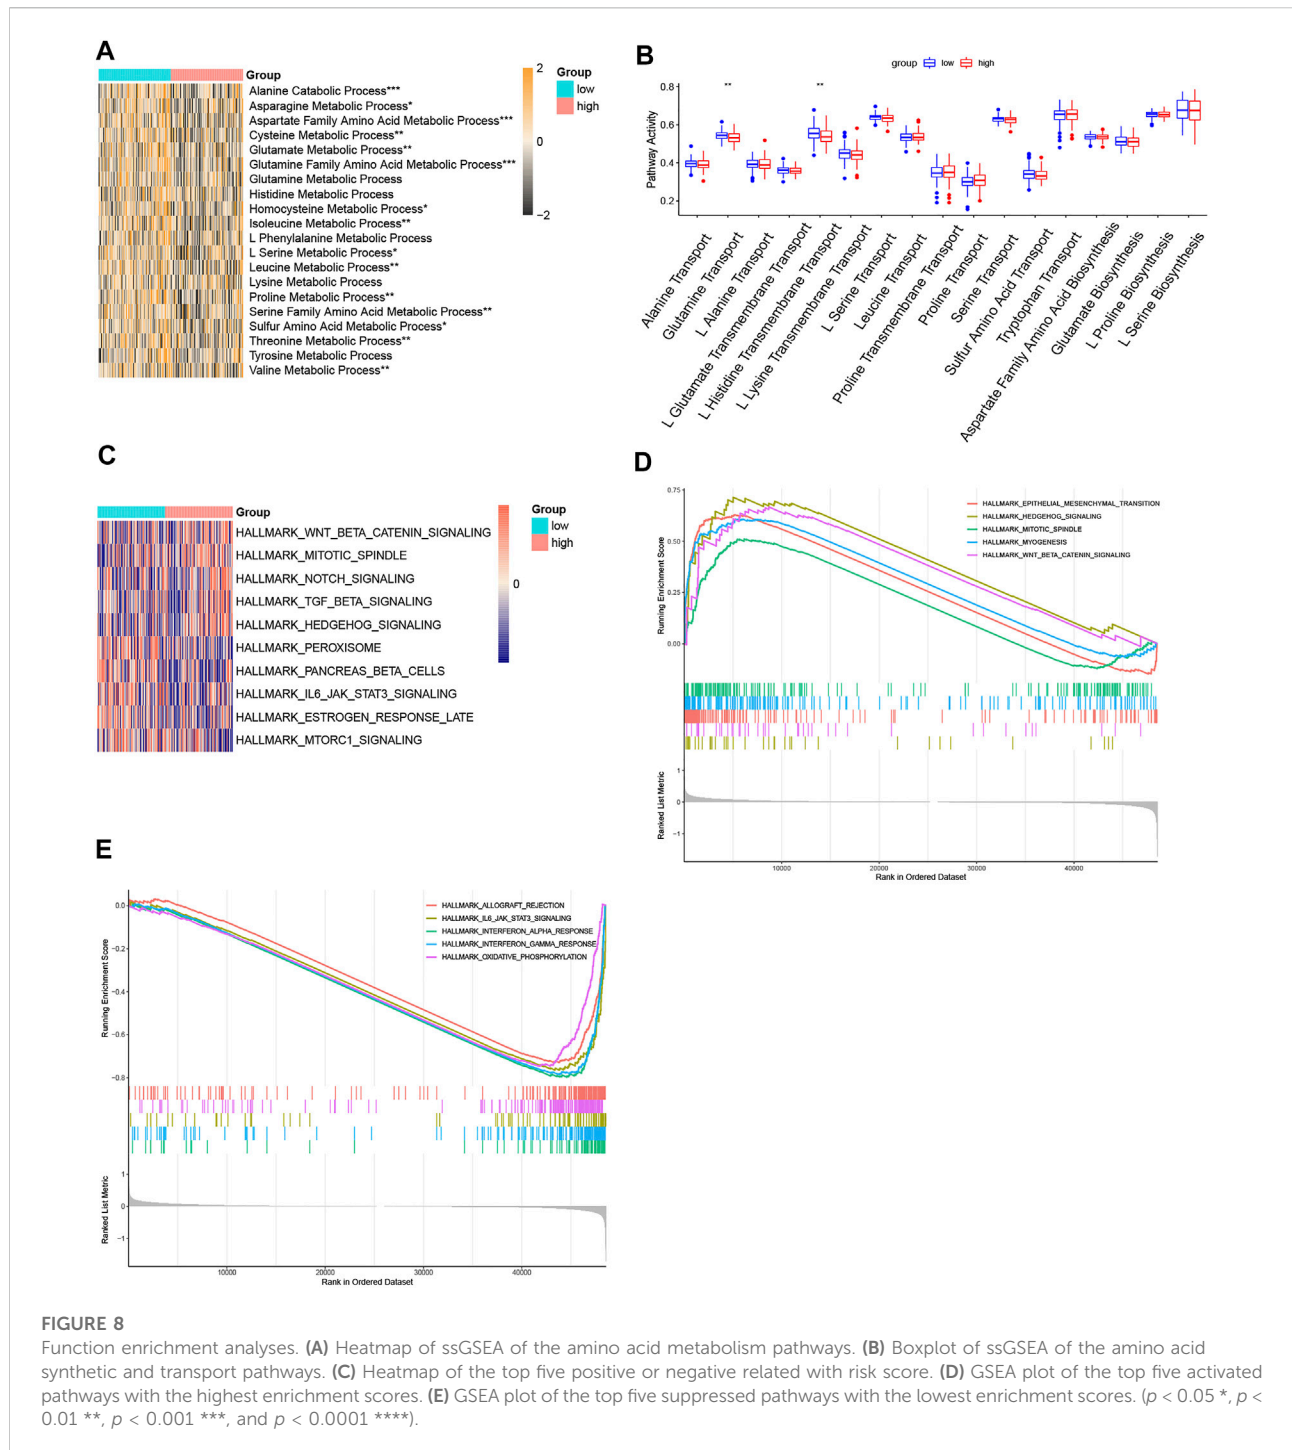 A
Group
Alanine Catabolic Process***
Asparagine Metabolic Process*
Aspartate Family Amino Acid Metabolic Process***
Cysteine Metabolic Process**
Glutamate Metabolic Process**
Glutamine Family Amino Acid Metabolic Process***
Glutamine Metabolic Process
Histidine Metabolic Process
Homocysteine Metabolic Process*
Isoleucine Metabolic Process**
L Phenylalanine Metabolic Process
L Serine Metabolic Process*
Leucine Metabolic Process**
Lysine Metabolic Process
Proline Metabolic Process**
Serine Family Amino Acid Metabolic Process**
Sulfur Amino Acid Metabolic Process*
Threonine Metabolic Process**
Tyrosine Metabolic Process
Valine Metabolic Process**
2
0
−2
Group
low
high
B
group low high
** **
Pathway Activity
0.8
0.6
0.4
0.2
Alanine Transport
Glutamine Transport
L Alanine Transport
L Glutamate Transmembrane Transport
L Histidine Transmembrane Transport
L Lysine Transmembrane Transport
L Serine Transport
Leucine Transport
Proline Transmembrane Transport
Proline Transport
Serine Transport
Sulfur Amino Acid Transport
Tryptophan Transport
Aspartate Family Amino Acid Biosynthesis
Glutamate Biosynthesis
L Proline Biosynthesis
L Serine Biosynthesis
C
Group
HALLMARK_WNT_BETA_CATENIN_SIGNALING
HALLMARK_MITOTIC_SPINDLE
HALLMARK_NOTCH_SIGNALING
HALLMARK_TGF_BETA_SIGNALING
HALLMARK_HEDGEHOG_SIGNALING
HALLMARK_PEROXISOME
HALLMARK_PANCREAS_BETA_CELLS
HALLMARK_IL6_JAK_STAT3_SIGNALING
HALLMARK_ESTROGEN_RESPONSE_LATE
HALLMARK_MTORC1_SIGNALING
0
Group
low
high
D
Running Enrichment Score
0.75
0.50
0.25
0.00
HALLMARK_EPITHELIAL_MESENCHYMAL_TRANSITION
HALLMARK_HEDGEHOG_SIGNALING
HALLMARK_MITOTIC_SPINDLE
HALLMARK_MYOGENESIS
HALLMARK_WNT_BETA_CATENIN_SIGNALING
Ranked List Metric
1
0
−1
10000 20000 30000 40000
Rank in Ordered Dataset
E
Running Enrichment Score
0.0
−0.2
−0.4
−0.6
−0.8
HALLMARK_ALLOGRAFT_REJECTION
HALLMARK_IL6_JAK_STAT3_SIGNALING
HALLMARK_INTERFERON_ALPHA_RESPONSE
HALLMARK_INTERFERON_GAMMA_RESPONSE
HALLMARK_OXIDATIVE_PHOSPHORYLATION
Ranked List Metric
1
0
−1
10000 20000 30000 40000
Rank in Ordered Dataset
FIGURE 8
Function enrichment analyses. (A) Heatmap of ssGSEA of the amino acid metabolism pathways. (B) Boxplot of ssGSEA of the amino acid
synthetic and transport pathways. (C) Heatmap of the top five positive or negative related with risk score. (D) GSEA plot of the top five activated
pathways with the highest enrichment scores. (E) GSEA plot of the top five suppressed pathways with the lowest enrichment scores. (p < 0.05 *, p <
0.01 **, p < 0.001 ***, and p < 0.0001 ****).